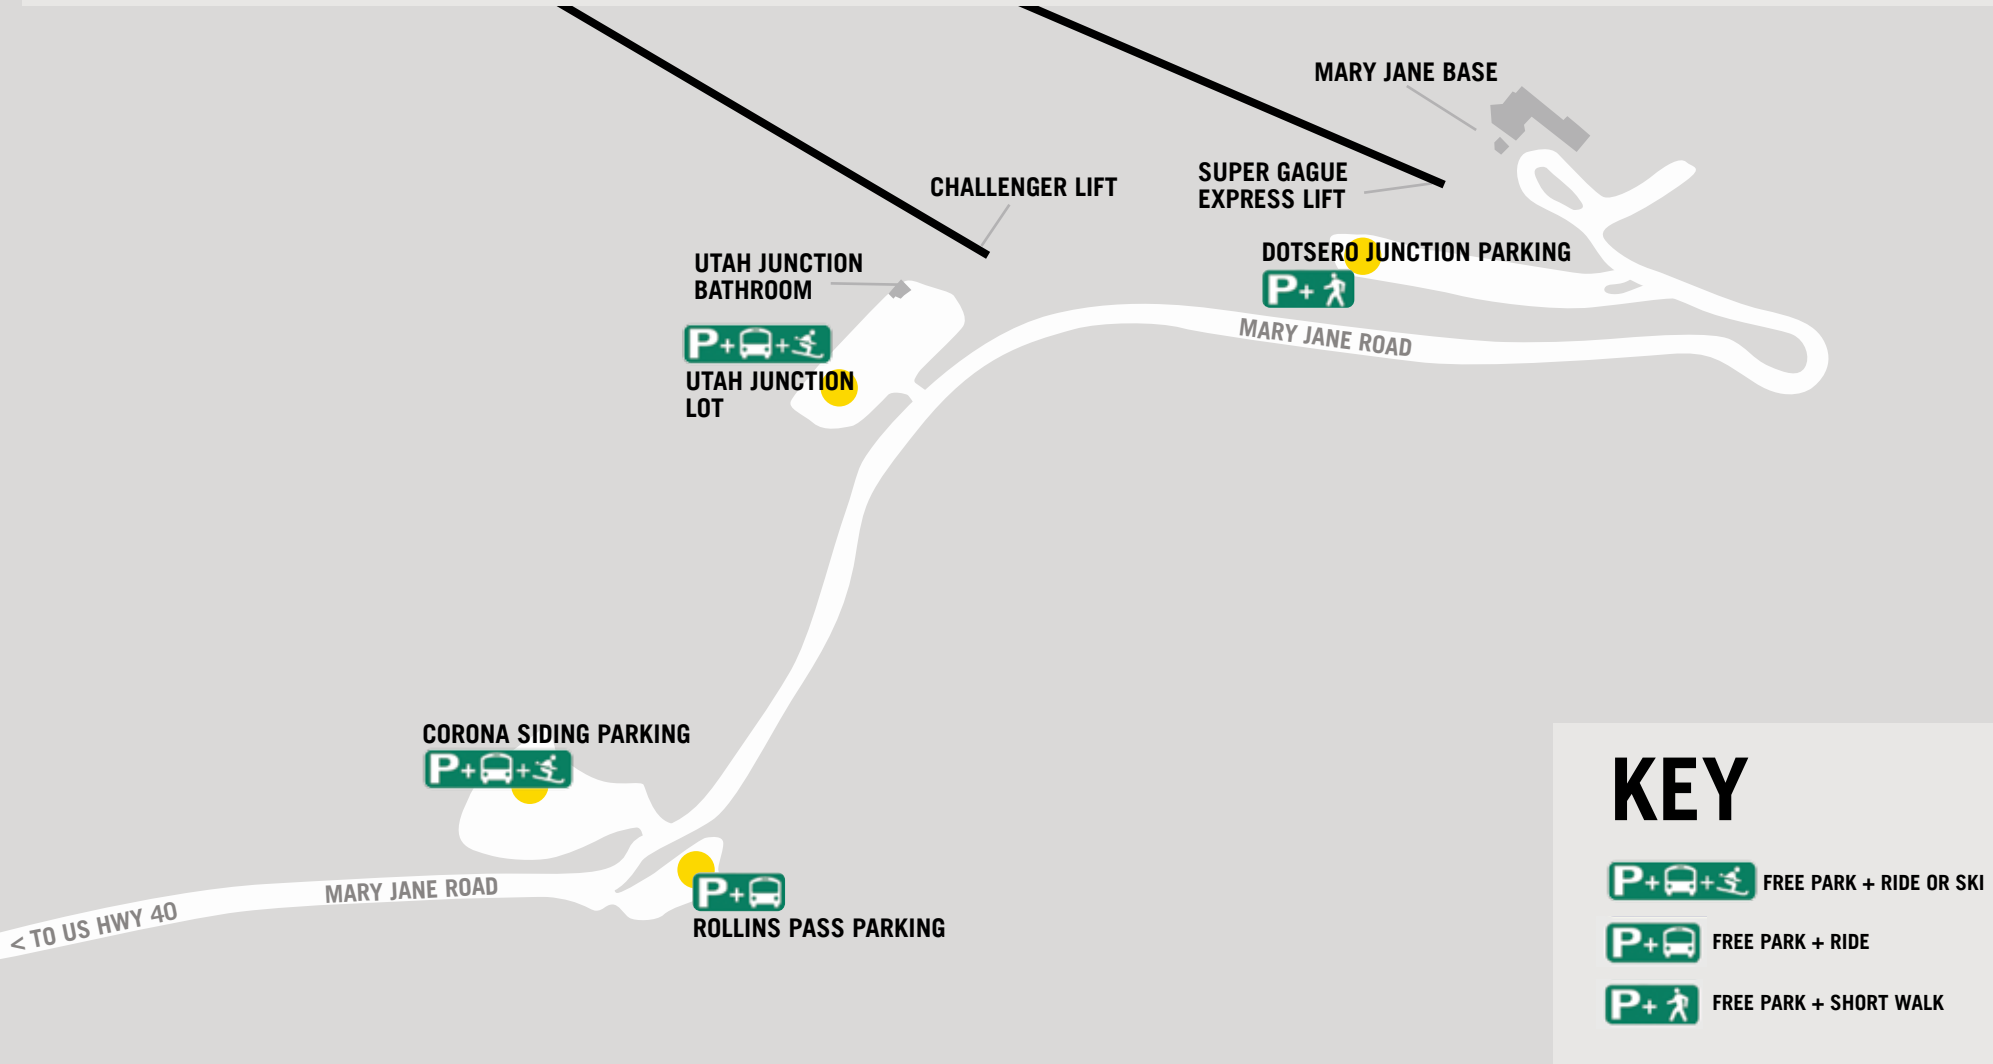 MARY JANE BASE
SUPER GAGUE
EXPRESS LIFT
CHALLENGER LIFT
DOTSERO JUNCTION PARKING
P+
UTAH JUNCTION
BATHROOM
P+ +
UTAH JUNCTION
LOT
MARY JANE ROAD
CORONA SIDING PARKING
P+ +
MARY JANE ROAD
< TO US HWY 40
P+
ROLLINS PASS PARKING
KEY
P+ + FREE PARK + RIDE OR SKI
P+ FREE PARK + RIDE
P+ FREE PARK + SHORT WALK